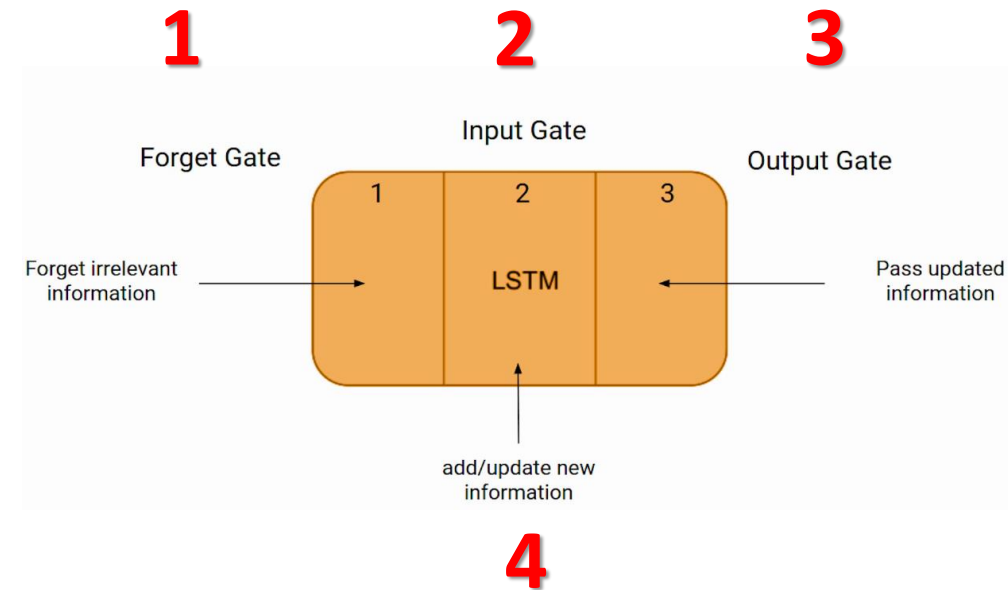 1
2
3
Input Gate
Forget Gate
Output Gate
1
2
3
LSTM
Forget irrelevant
information
Pass updated
information
add/update new
information
4